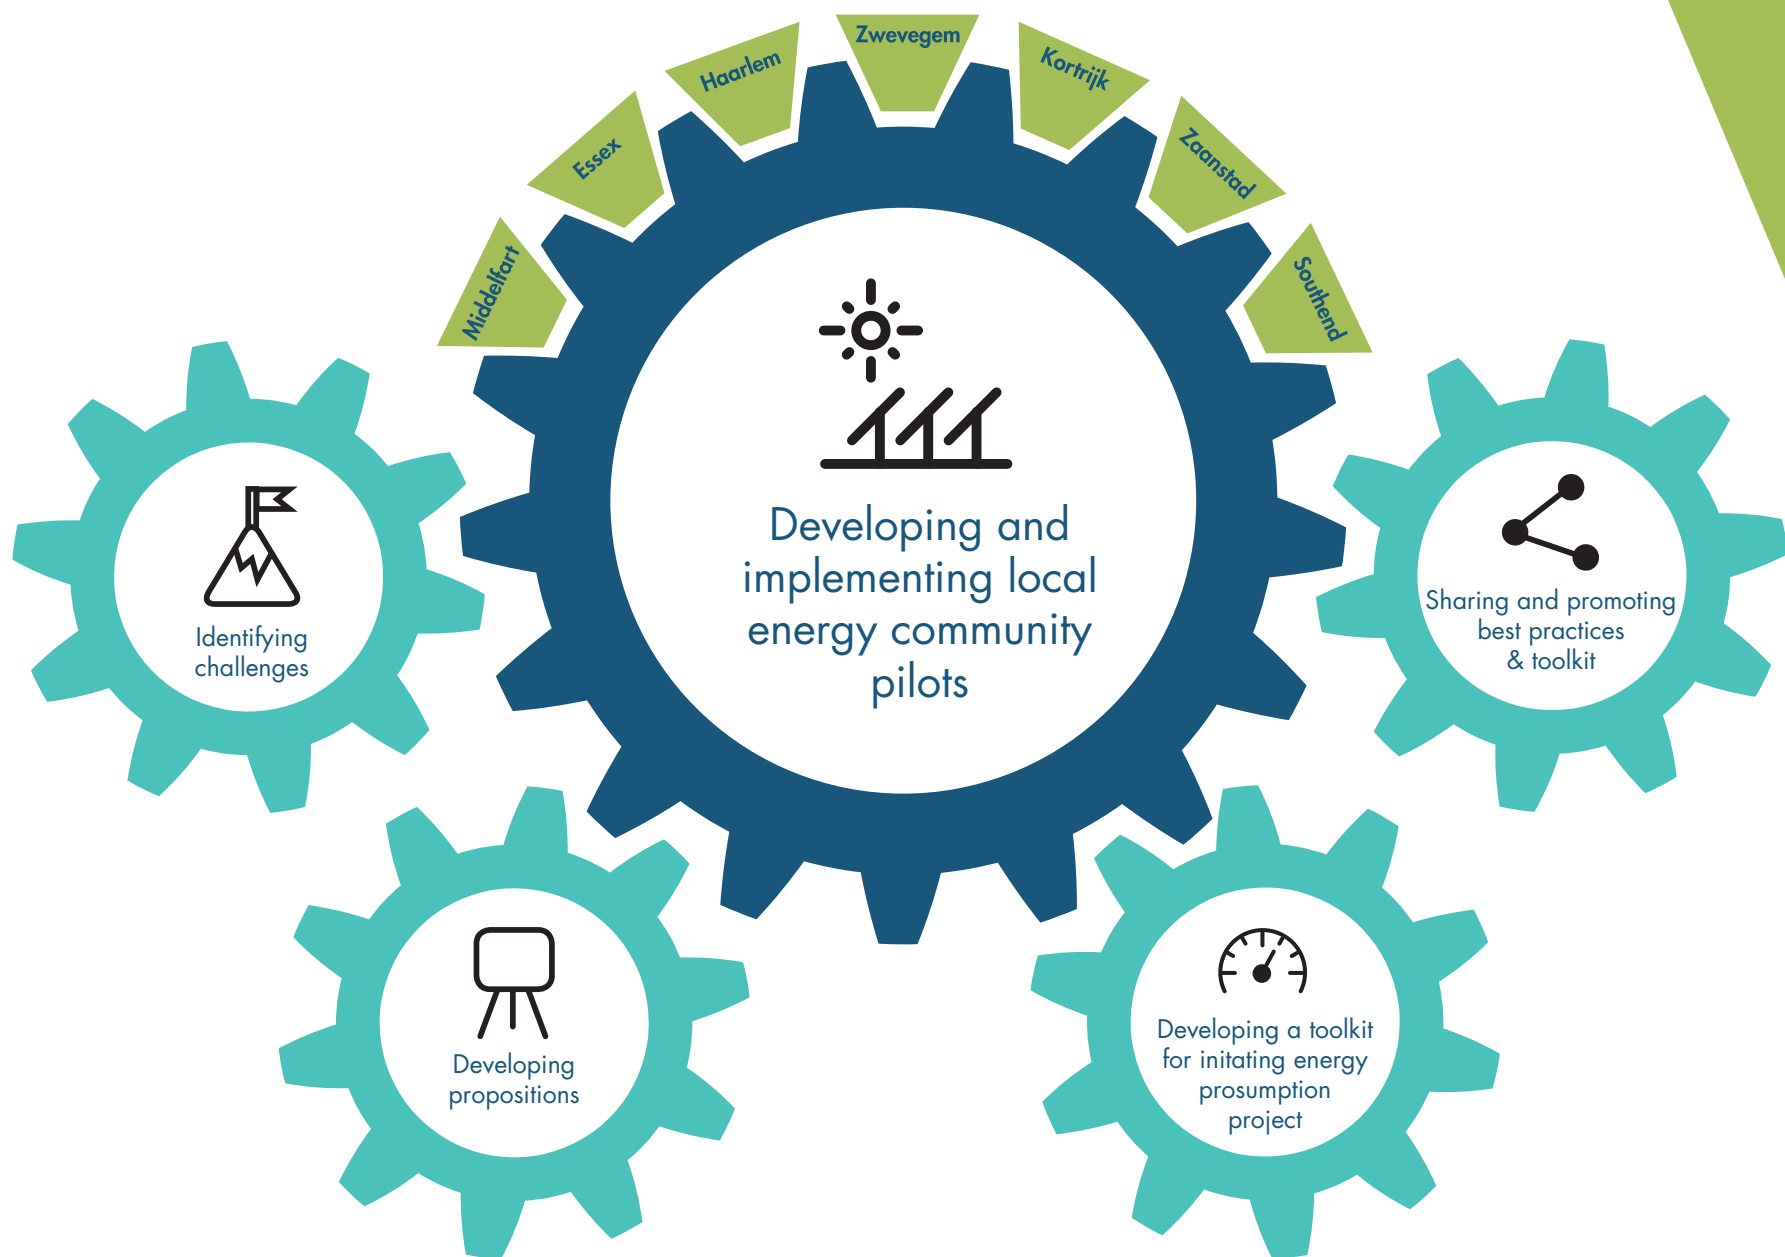 Middelfart
Essex
Haarlem
Zwevegem
Kortrijk
Zaanstad
Southend
Developing and
implementing local
energy community
pilots
Identifying
challenges
Sharing and promoting
best practices
& toolkit
Developing
propositions
Developing a toolkit
for initating energy
prosumption
project